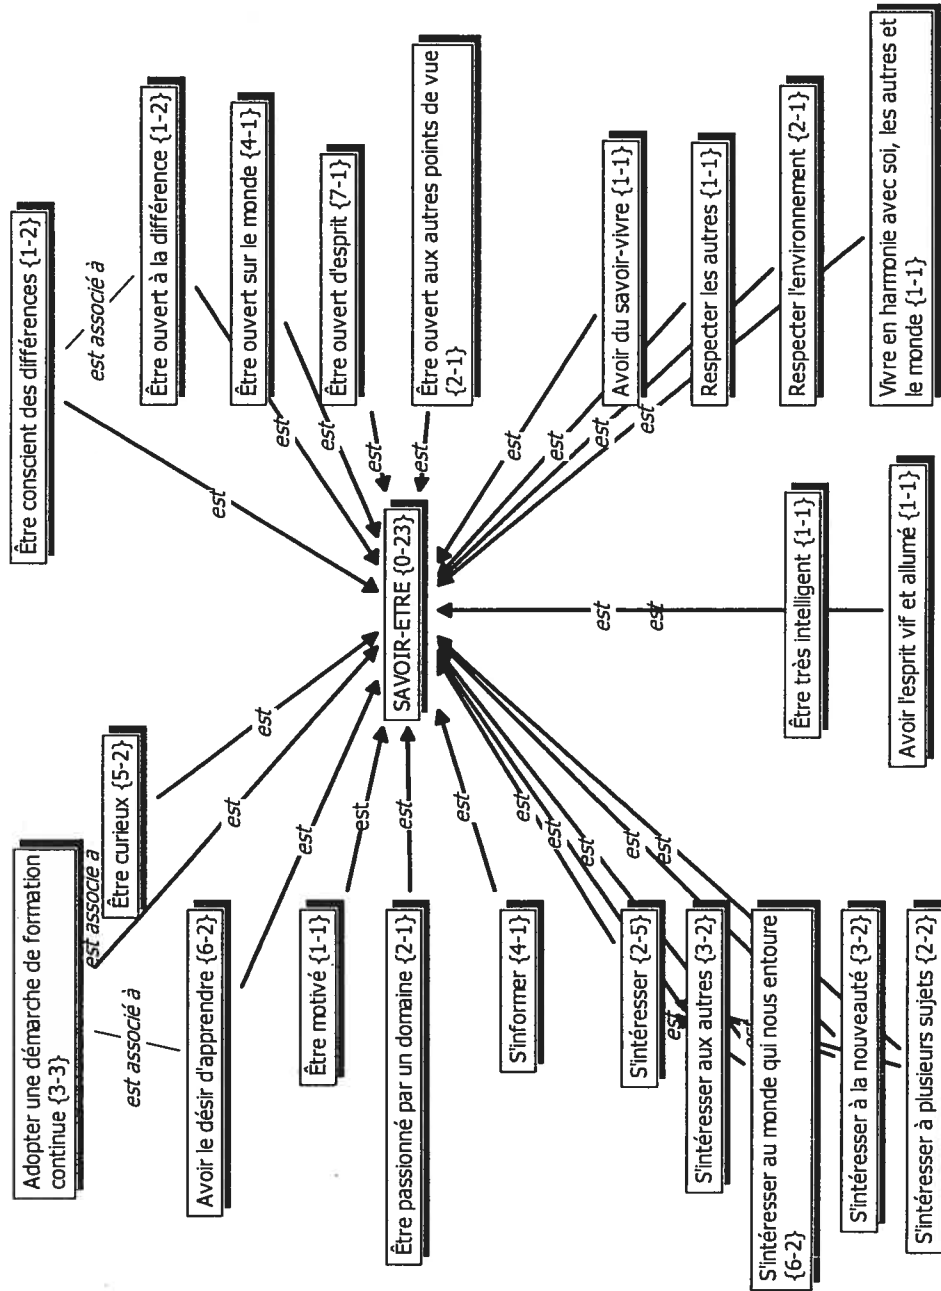 Adopter une démarche de formation
continue {3-3}
est associé à
Être curieux {5-2}
est
est
est associé à
Avoir le désir d'apprendre {6-2}
est
Être motivé {1-1}
est
Être passionné par un domaine {2-1}
est
S'informer {4-1}
est
S'intéresser {2-5}
est
est
S'intéresser aux autres {3-2}
est
est
S'intéresser au monde qui nous entoure
{6-2}
est
est
S'intéresser à la nouveauté {3-2}
S'intéresser à plusieurs sujets {2-2}
SAVOIR-ETRE {0-23}
est
est
Être très intelligent {1-1}
Avoir l'esprit vif et allumé {1-1}
Être conscient des différences {1-2}
est associé à
est
Être ouvert à la différence {1-2}
est
Être ouvert sur le monde {4-1}
est
Être ouvert d'esprit {7-1}
est
Être ouvert aux autres points de vue
{2-1}
est
Avoir du savoir-vivre {1-1}
est
Respecter les autres {1-1}
est
Respecter l'environnement {2-1}
est
Vivre en harmonie avec soi, les autres et
le monde {1-1}
est